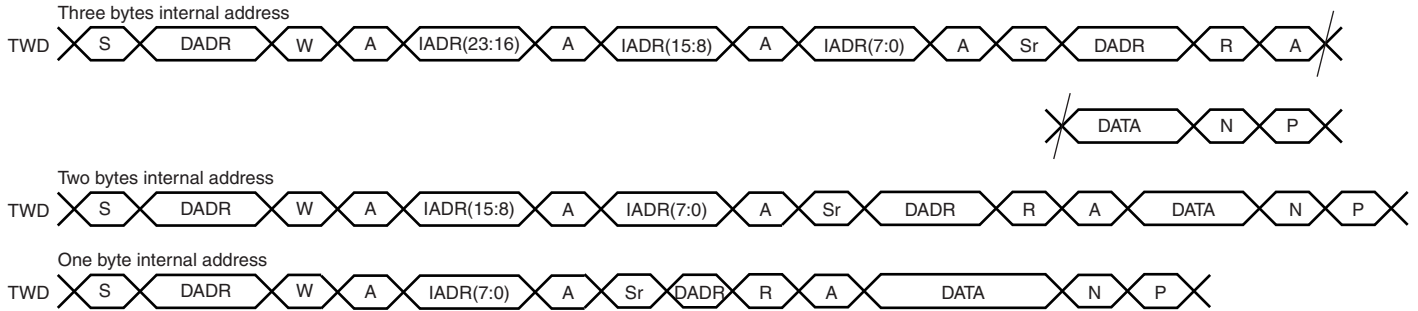 Three bytes internal address
TWD S DADR W A IADR(23:16) A IADR(15:8) A IADR(7:0) A Sr DADR R A
DATA N P
Two bytes internal address
TWD S DADR W A IADR(15:8) A IADR(7:0) A Sr DADR R A DATA N P
One byte internal address
TWD S DADR W A IADR(7:0) A Sr DADR R A DATA N P